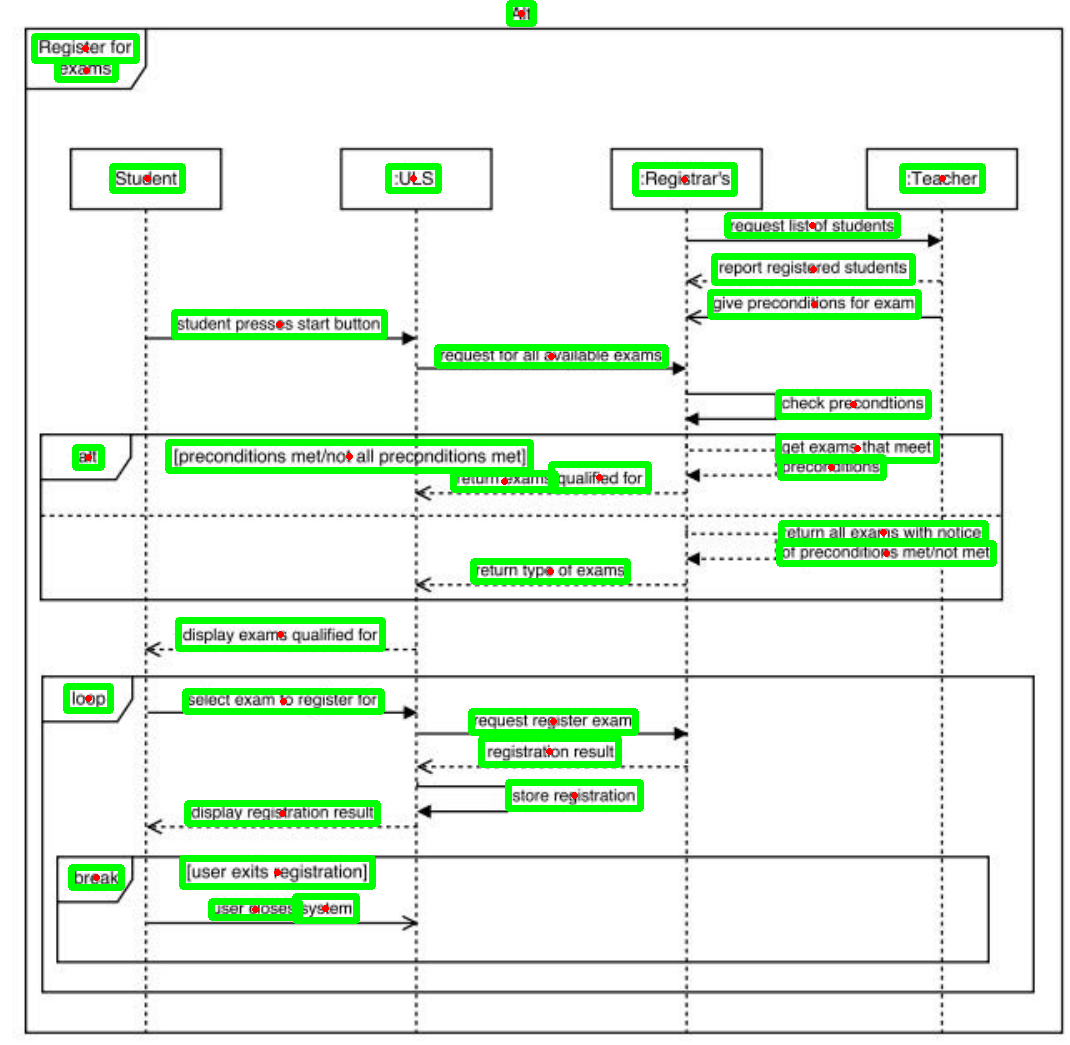 Alt
Register for
exams
Student
:ULS
:Registrar's
:Teacher
request list of students
report registered students
give preconditions for exam
student presses start button
request for all available exams
check precondtions
alt
[preconditions met/not all preconditions met]
get exams that meet
preconditions
return exams qualified for
return all exams with notice
of preconditions met/not met
return type of exams
display exams qualified for
loop
select exam to register for
request register exam
registration result
store registration
display registration result
break
[user exits registration]
user closes system